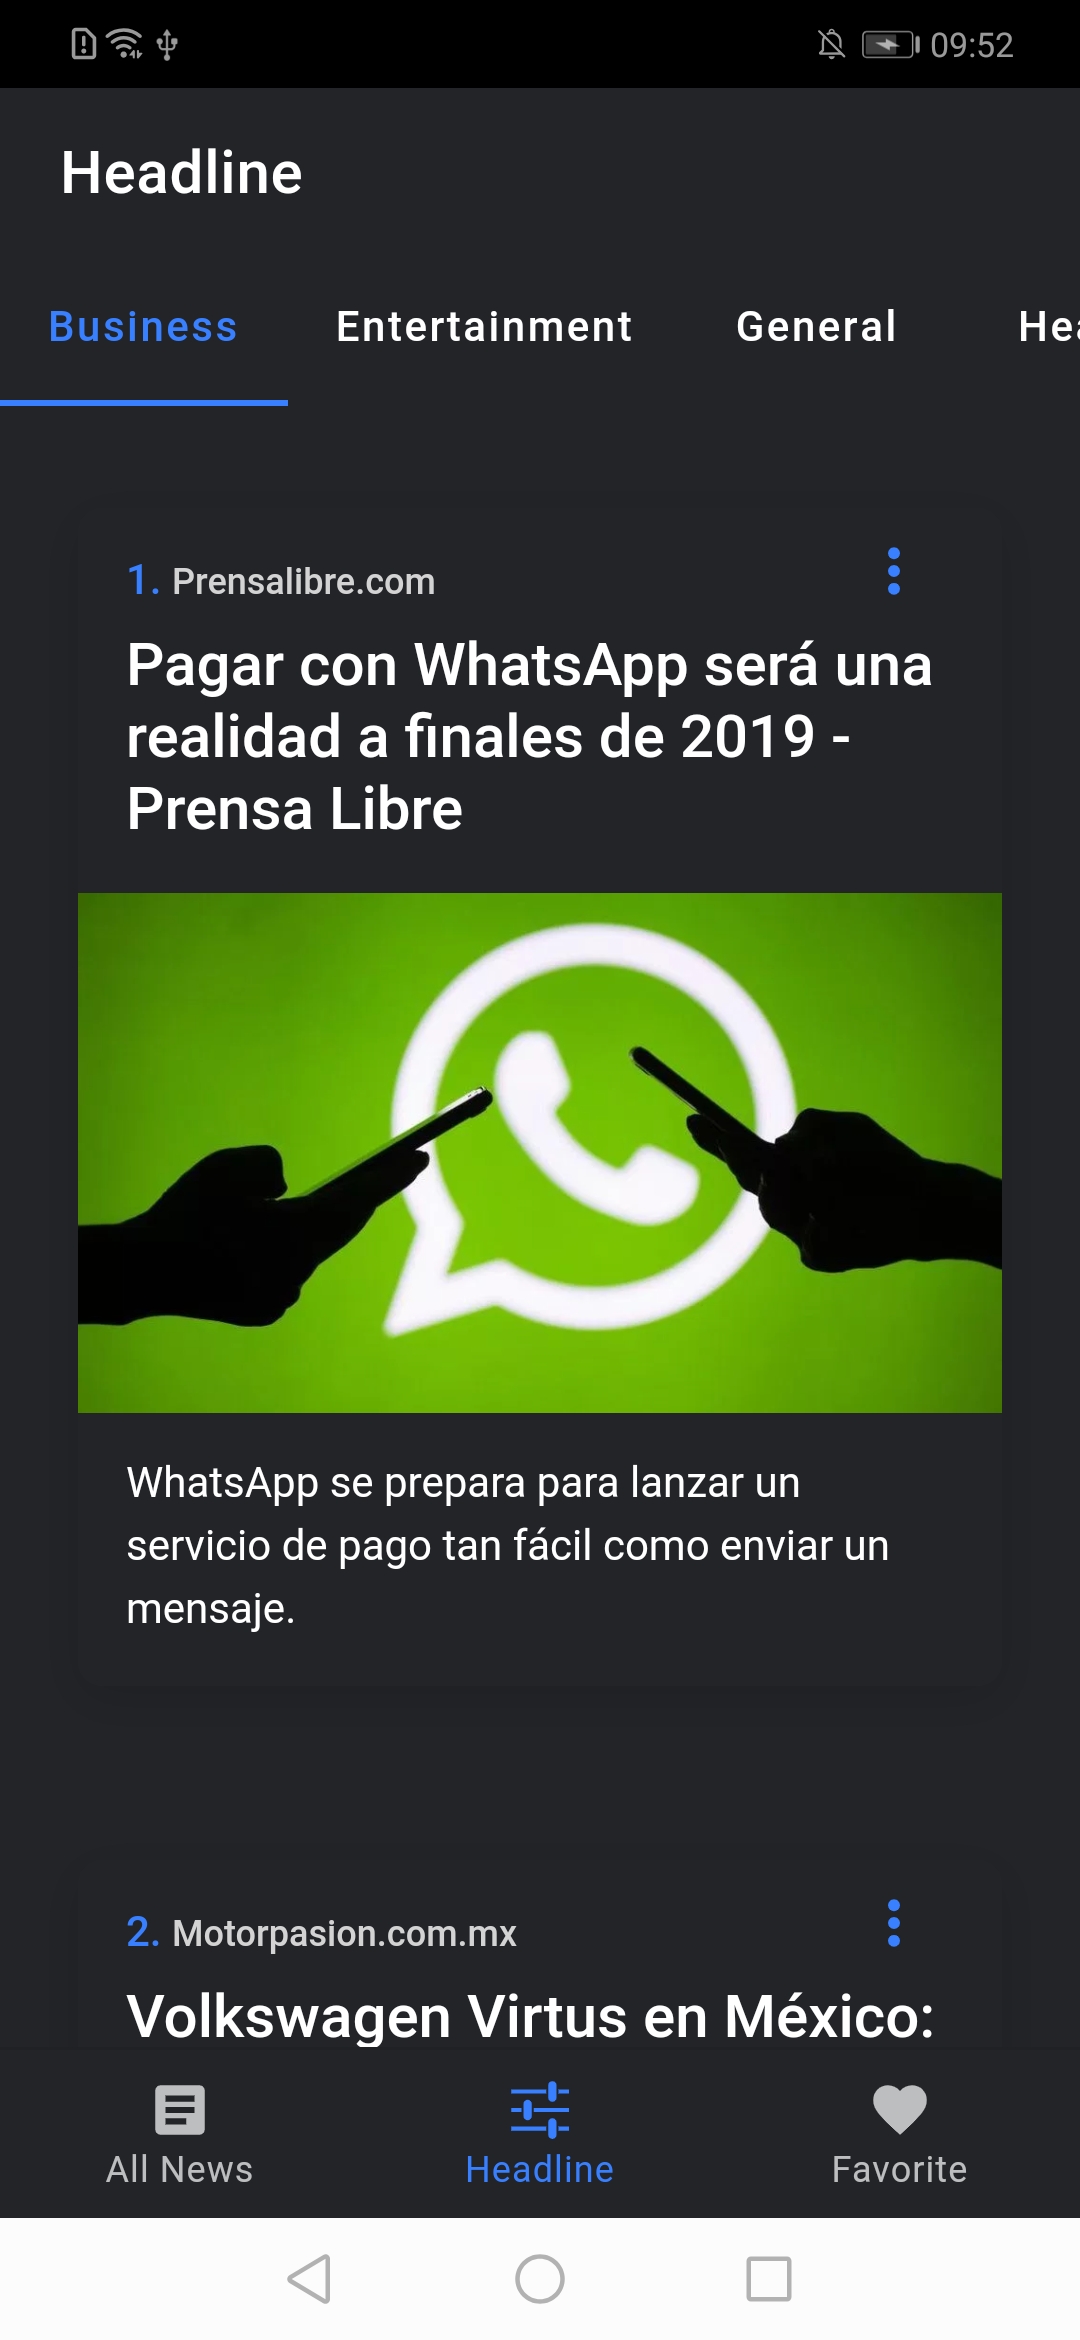 09:52
Headline
Business Entertainment General Hea
1. Prensalibre.com
Pagar con WhatsApp será una
realidad a finales de 2019 -
Prensa Libre
WhatsApp se prepara para lanzar un
servicio de pago tan fácil como enviar un
mensaje.
2. Motorpasion.com.mx
Volkswagen Virtus en México:
All News Headline Favorite